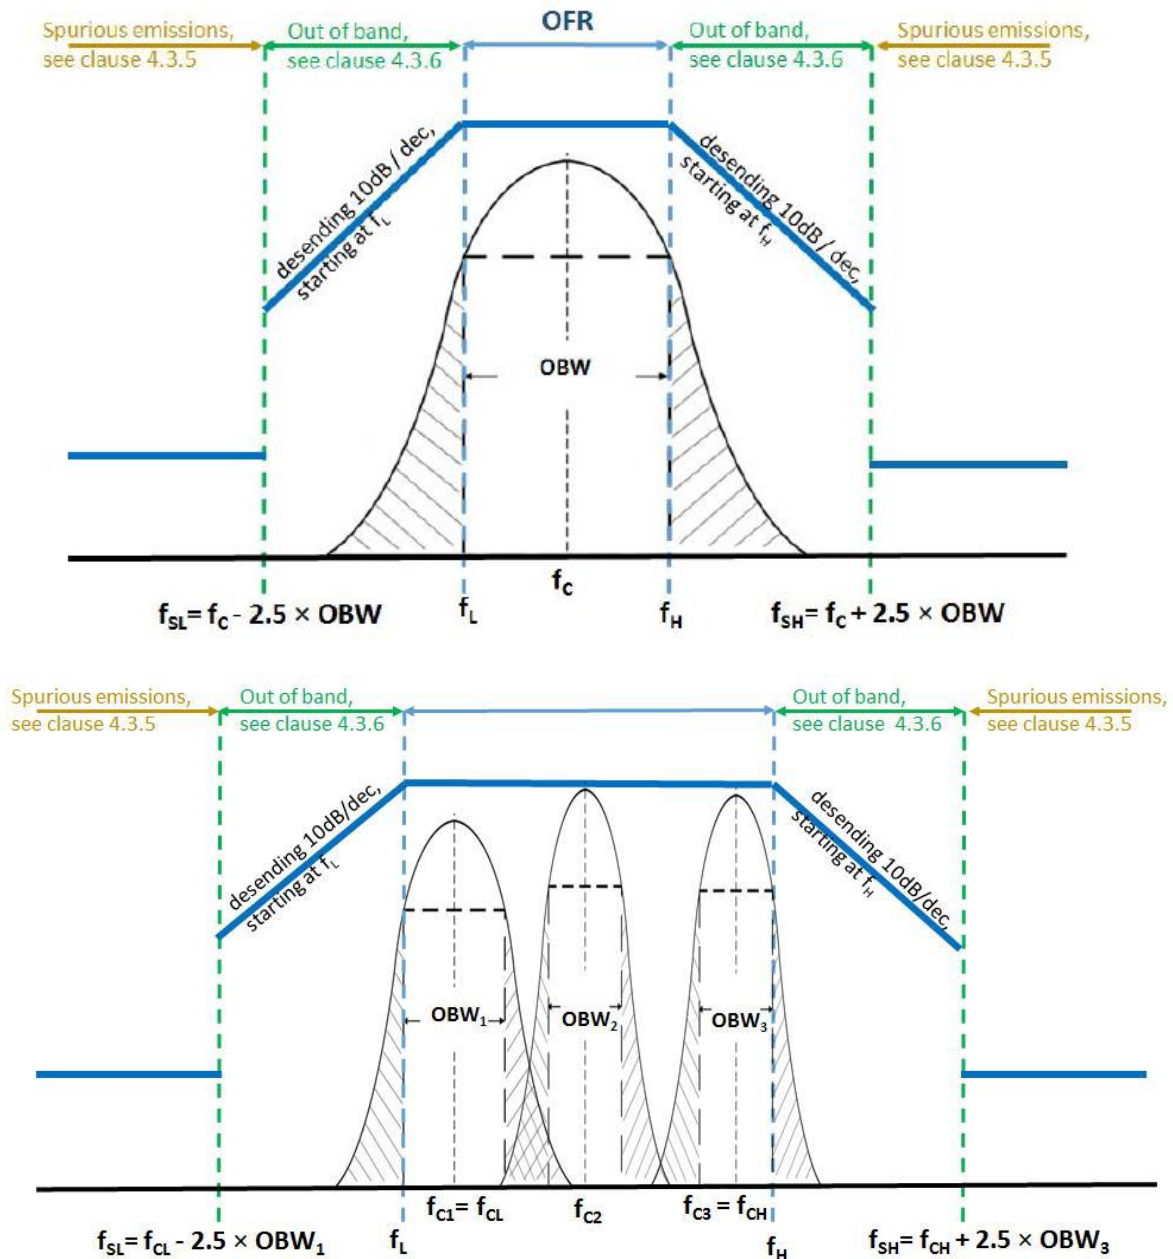 Spurious emissions,
see clause 4.3.5
Out of band,
see clause 4.3.6
OFR
Out of band,
see clause 4.3.6
Spurious emissions,
see clause 4.3.5
desending 10dB / dec,
starting at fL
desending 10dB / dec,
starting at fH
OBW
fSL= fC - 2.5 × OBW
fL
fC
fH
fSH= fC + 2.5 × OBW
Spurious emissions,
see clause 4.3.5
Out of band,
see clause 4.3.6
Out of band,
see clause 4.3.6
Spurious emissions,
see clause 4.3.5
desending 10dB/dec,
starting at fL
desending 10dB/dec,
starting at fH
OBW1
OBW2
OBW3
fC1= fCL
fC2
fC3 = fCH
fSL= fCL - 2.5 × OBW1
fL
fH
fSH= fCH + 2.5 × OBW3